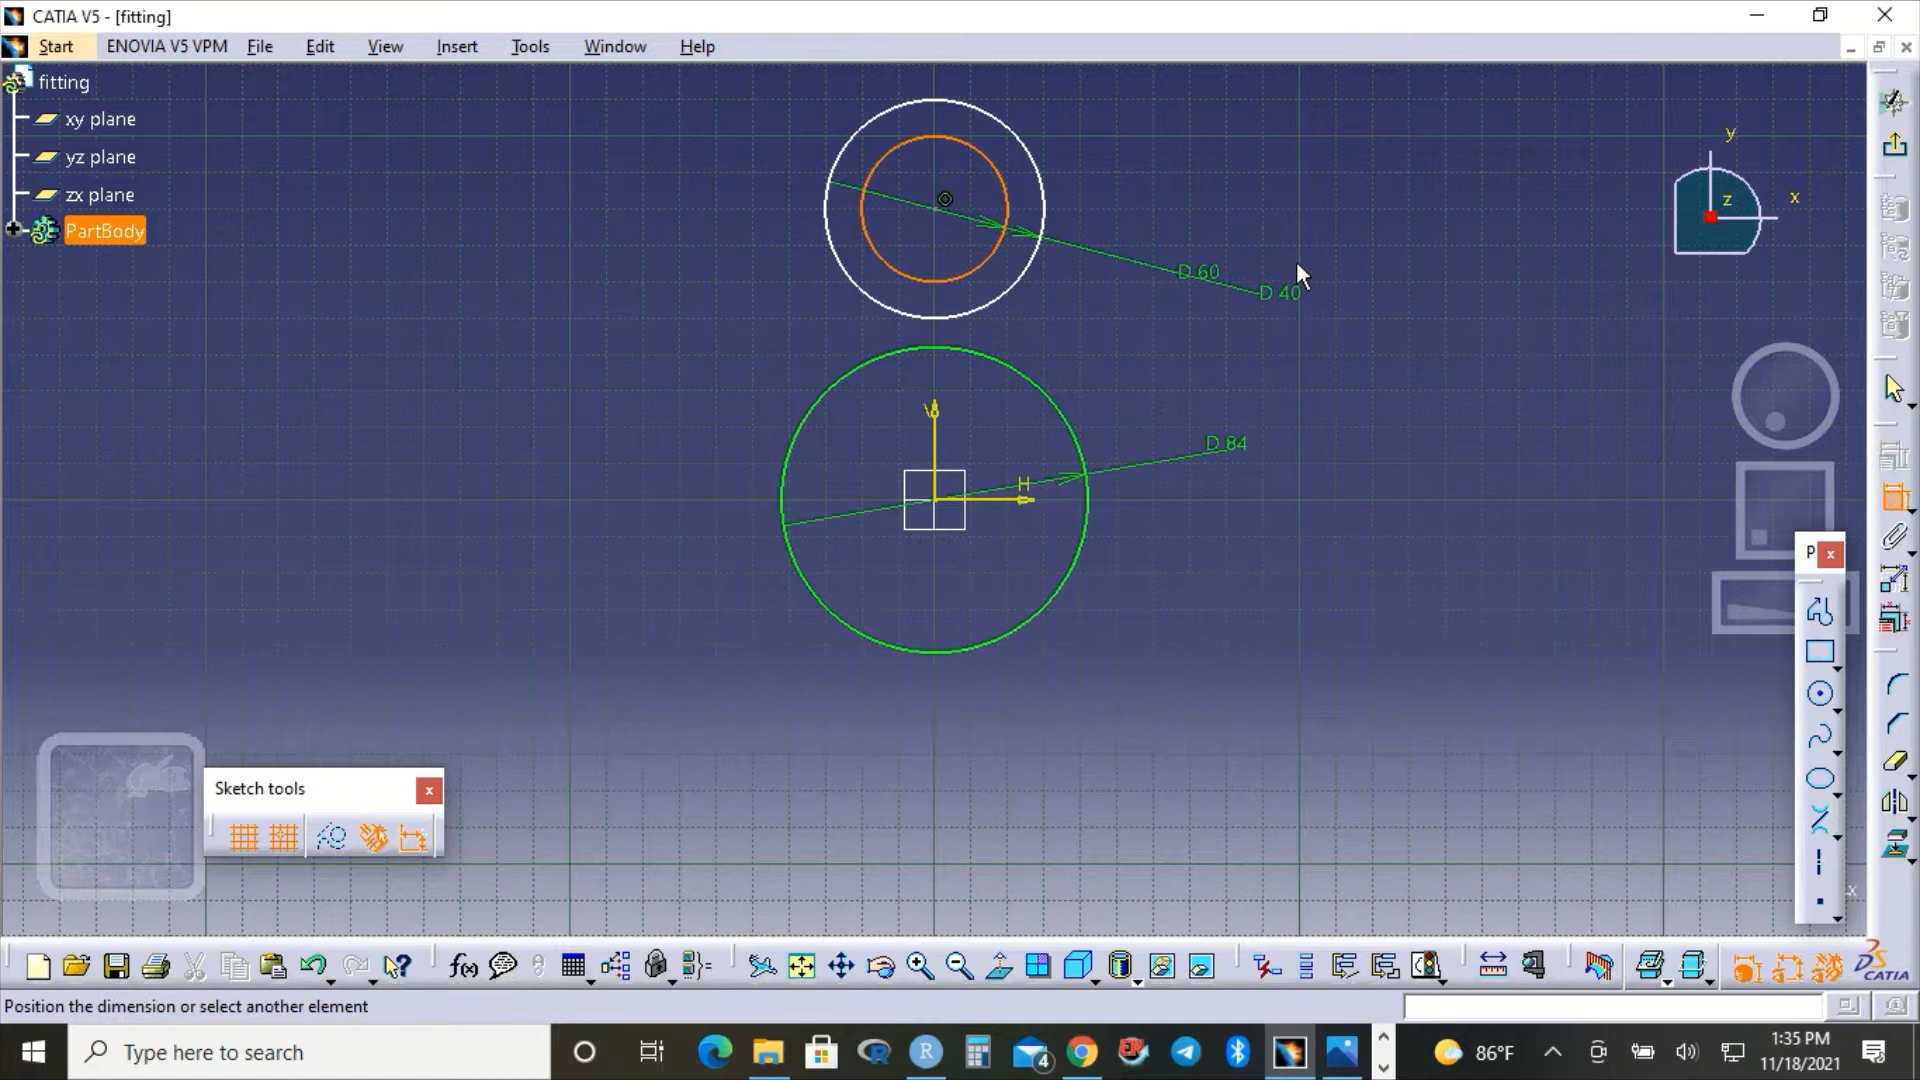 CATIA V5 - [fitting]
Start ENOVIA V5 VPM File Edit View Insert Tools Window Help
fitting
xy plane
yz plane
zx plane
PartBody
D 60
D 40
y
x
z
V
H
D 84
P
Sketch tools
x
f(x)
CATIA
Position the dimension or select another element
Type here to search
R
R
4
86°F
1:35 PM
11/18/2021